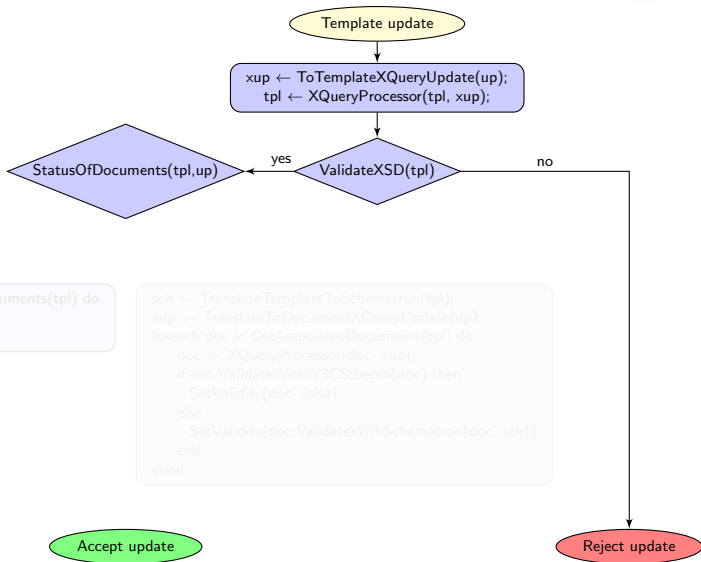 Template update
xup ← ToTemplateXQueryUpdate(up);
tpl ← XQueryProcessor(tpl, xup);
StatusOfDocuments(tpl,up)
yes
ValidateXSD(tpl)
no
uments(tpl) do
sch ← TranslateTemplateToSchematron(tpl);
xup ← TranslateToDocumentXQueryUpdate(up);
foreach doc in GetAssociatedDocuments(tpl) do
doc ← XQueryProcessor(doc, xup);
if not ValidateWithW3CSchema(doc) then
SetValidity(doc, false)
else
SetValidity(doc,ValidateWithSchematron(doc, sch))
end
done
Accept update
Reject update